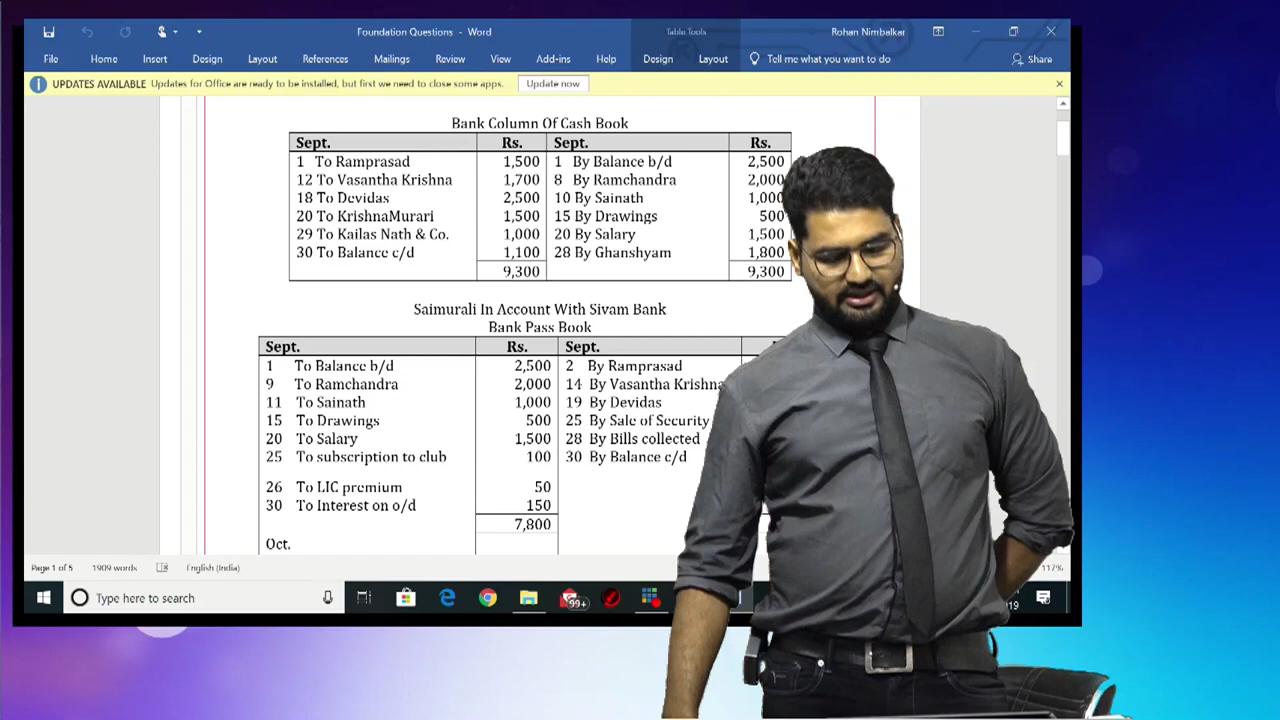 Foundation Questions - Word
Table Tools
Rohan Nimbalkar
File Home Insert Design Layout References Mailings Review View Add-ins Help Design Layout Tell me what you want to do Share
UPDATES AVAILABLE Updates for Office are ready to be installed, but first we need to close some apps. Update now
Bank Column Of Cash Book
Sept. Rs. Sept. Rs.
1 To Ramprasad 1,500 1 By Balance b/d 2,500
12 To Vasantha Krishna 1,700 8 By Ramchandra 2,000
18 To Devidas 2,500 10 By Sainath 1,000
20 To KrishnaMurari 1,500 15 By Drawings 500
29 To Kailas Nath & Co. 1,000 20 By Salary 1,500
30 To Balance c/d 1,100 28 By Ghanshyam 1,800
9,300 9,300
Saimurali In Account With Sivam Bank
Bank Pass Book
Sept. Rs. Sept.
1 To Balance b/d 2,500 2 By Ramprasad
9 To Ramchandra 2,000 14 By Vasantha Krishna
11 To Sainath 1,000 19 By Devidas
15 To Drawings 500 25 By Sale of Security
20 To Salary 1,500 28 By Bills collected
25 To subscription to club 100 30 By Balance c/d
26 To LIC premium 50
30 To Interest on o/d 150
7,800
Oct.
Page 1 of 5 1909 words English (India) 117%
Type here to search 99+ 19